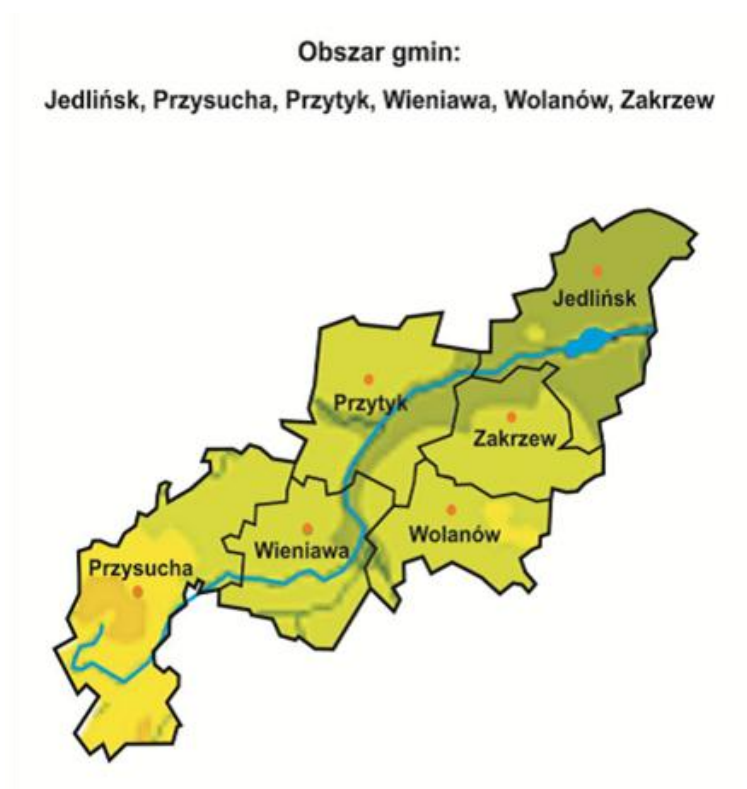 Obszar gmin:
Jedlińsk, Przysucha, Przytyk, Wieniawa, Wolanów, Zakrzew
Jedlińsk
Przytyk
Zakrzew
Wolanów
Wieniawa
Przysucha